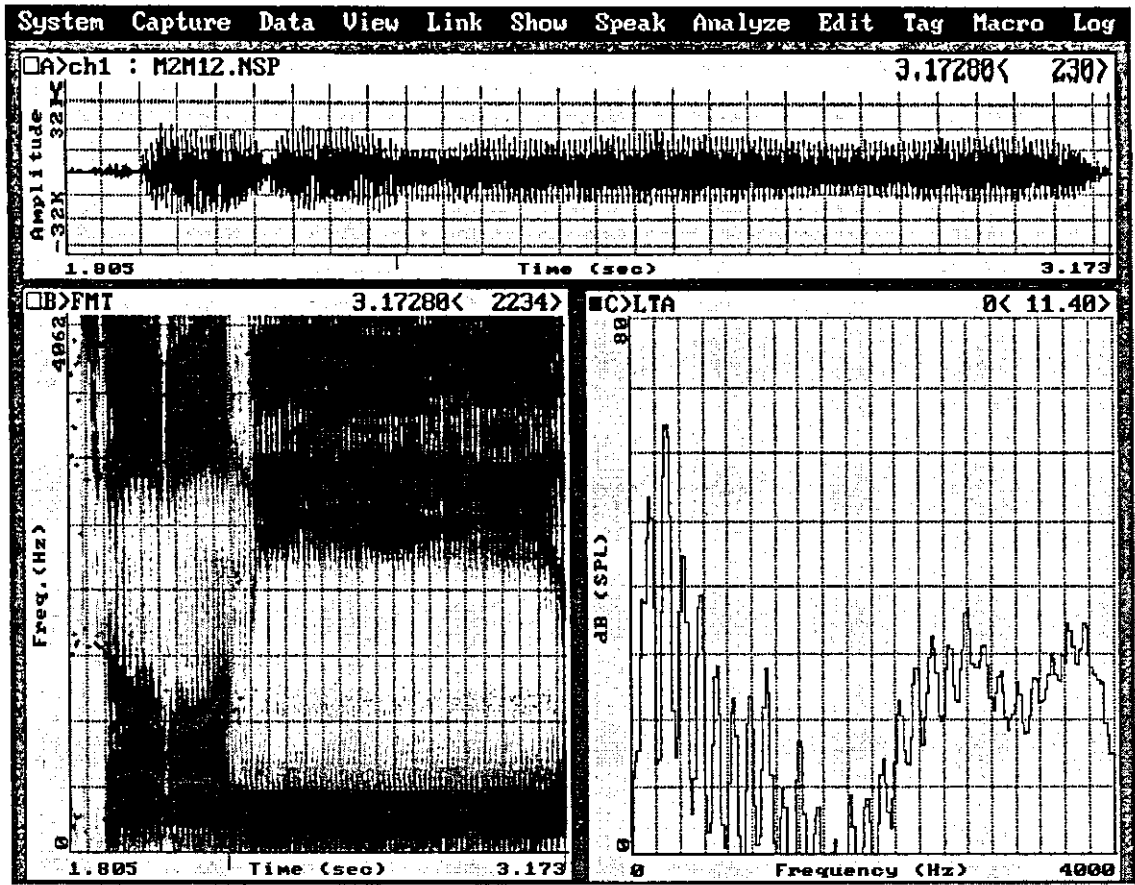 System Capture Data View Link Show Speak Analyze Edit Tag Macro Log
A>ch1 : M2M12.NSP 3.17280< 230>
Amplitude
-32K 32K
1.805 Time (sec) 3.173
B>FMT 3.17280< 2234>
Freq.(Hz)
0 4062
1.805 Time (sec) 3.173
C>LTA 0< 11.40>
dB (SPL)
0 80
0 Frequency (Hz) 4000